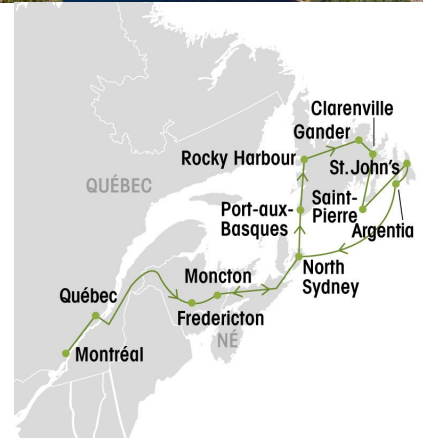 Clarenville
Gander
Rocky Harbour
St. John's
QUÉBEC
Port-aux-
Basques
Saint-
Pierre
Argentia
North
Sydney
Moncton
Québec
Fredericton
NÉ
Montréal